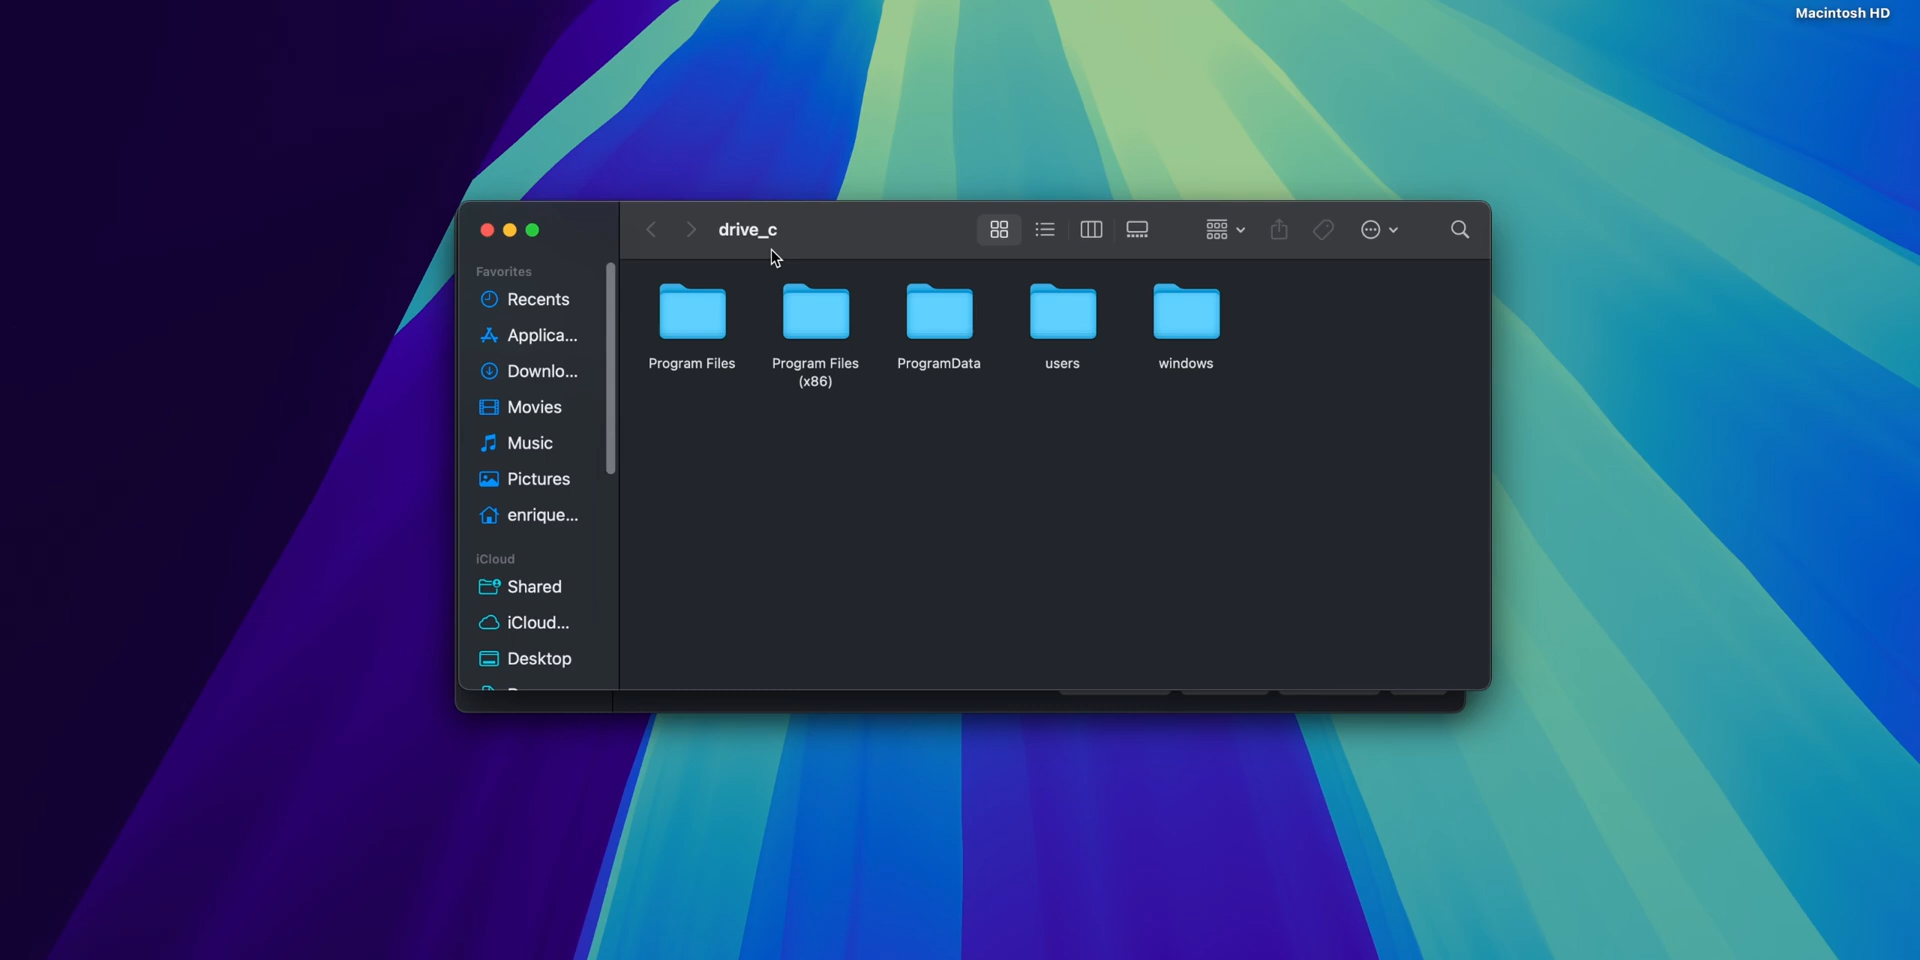 Macintosh HD
drive_c
Favorites
Recents
Applica...
Downlo...
Movies
Music
Pictures
enrique...
iCloud
Shared
iCloud...
Desktop
Program Files
Program Files
(x86)
ProgramData
users
windows